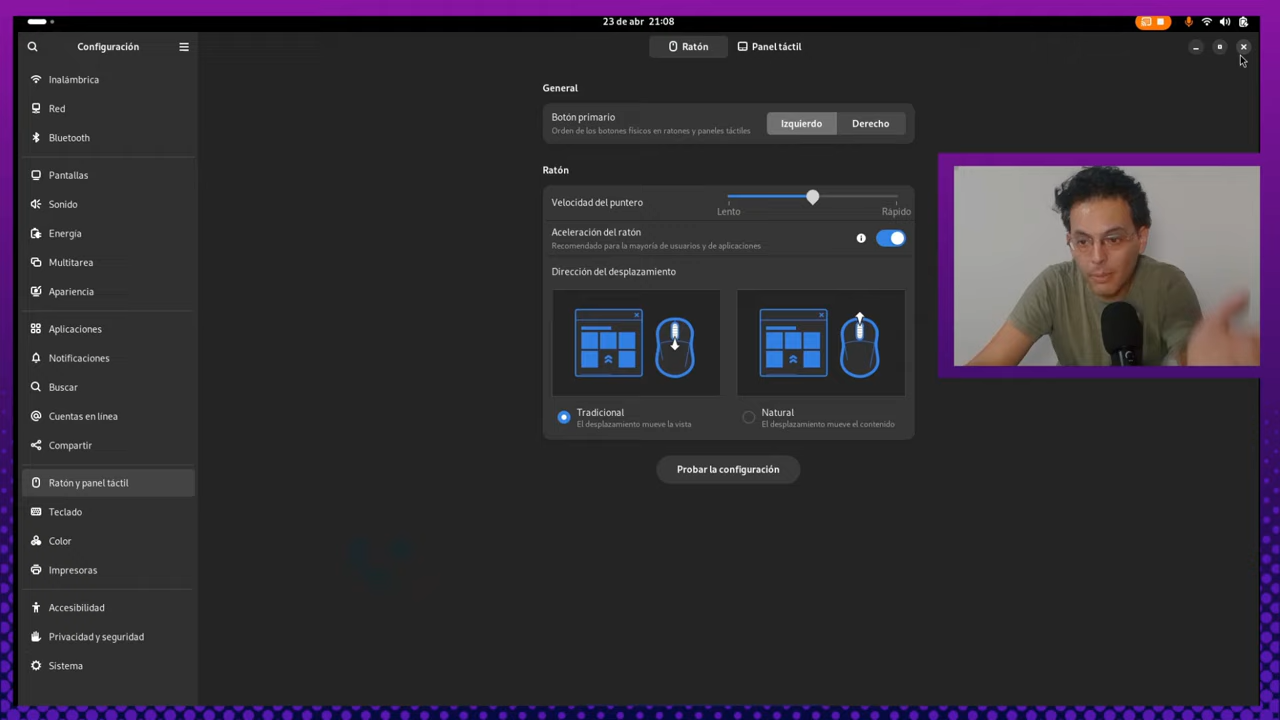 23 de abr 21:08
Configuración
Ratón
Panel táctil
Inalámbrica
Red
Bluetooth
Pantallas
Sonido
Energía
Multitarea
Apariencia
Aplicaciones
Notificaciones
Buscar
Cuentas en línea
Compartir
Ratón y panel táctil
Teclado
Color
Impresoras
Accesibilidad
Privacidad y seguridad
Sistema
General
Botón primario
Orden de los botones físicos en ratones y paneles táctiles
Izquierdo
Derecho
Ratón
Velocidad del puntero
Lento
Rápido
Aceleración del ratón
Recomendado para la mayoría de usuarios y de aplicaciones
Dirección del desplazamiento
Tradicional
El desplazamiento mueve la vista
Natural
El desplazamiento mueve el contenido
Probar la configuración